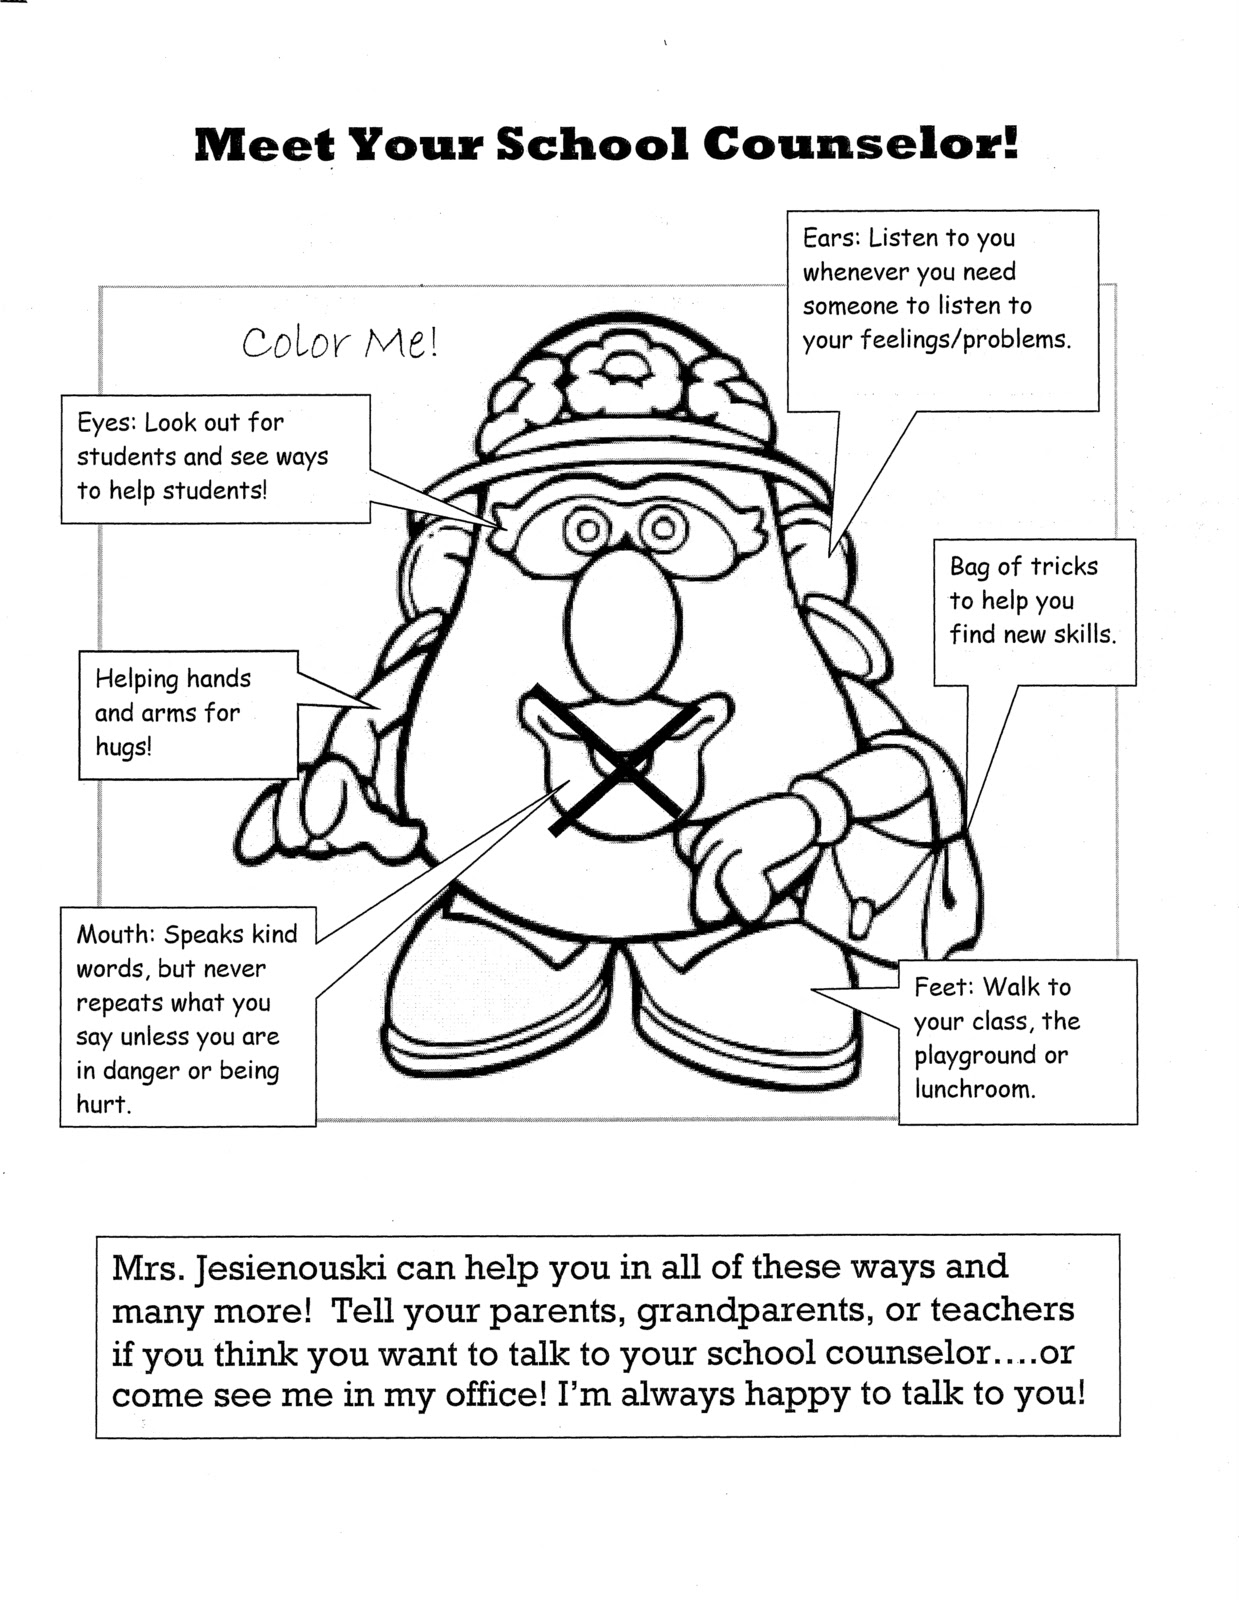 Meet Your School Counselor!
Ears: Listen to you
whenever you need
someone to listen to
your feelings/problems.
Color Me!
Eyes: Look out for
students and see ways
to help students!
Bag of tricks
to help you
find new skills.
Helping hands
and arms for
hugs!
Mouth: Speaks kind
words, but never
repeats what you
say unless you are
in danger or being
hurt.
Feet: Walk to
your class, the
playground or
lunchroom.
Mrs. Jesienouski can help you in all of these ways and
many more!  Tell your parents, grandparents, or teachers
if you think you want to talk to your school counselor....or
come see me in my office! I'm always happy to talk to you!